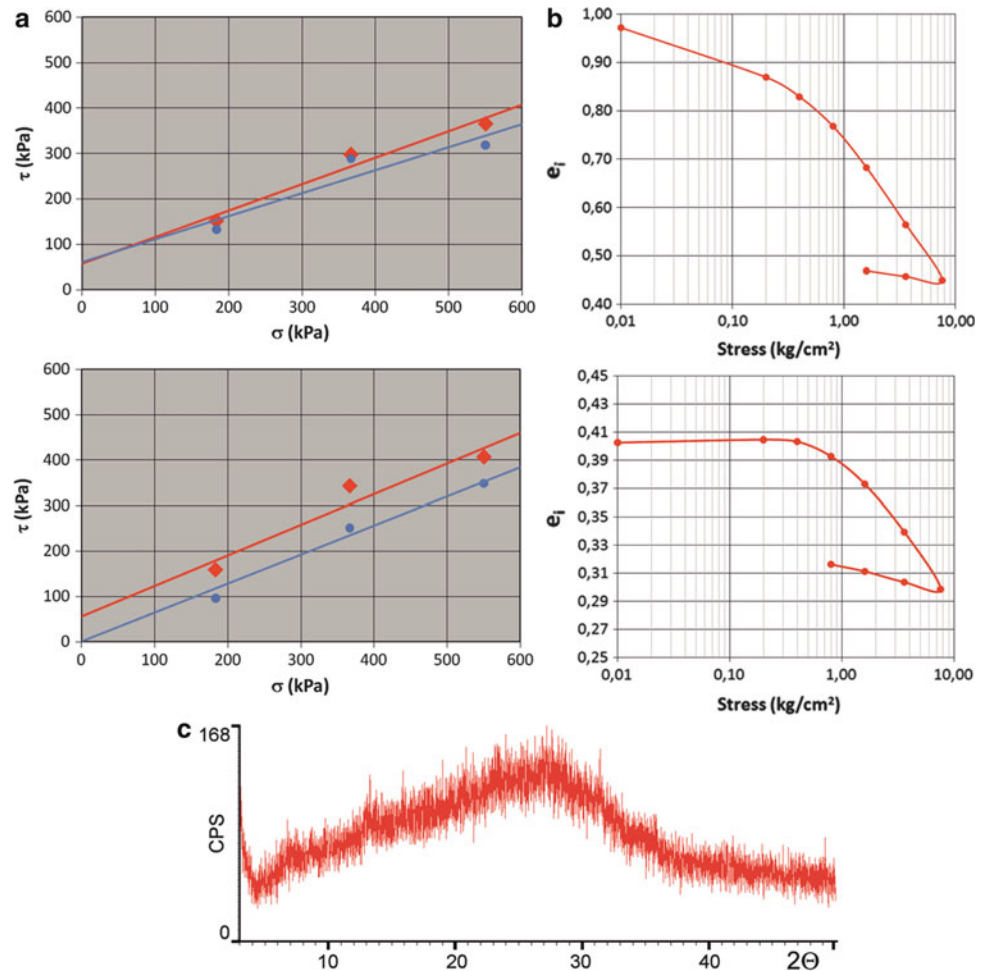 a
600
500
400
300
200
100
0
τ (kPa)
0 100 200 300 400 500 600
σ (kPa)
b
1,00
0,90
0,80
0,70
0,60
0,50
0,40
eᵢ
0,01 0,10 1,00 10,00
Stress (kg/cm²)
600
500
400
300
200
100
0
τ (kPa)
0 100 200 300 400 500 600
σ (kPa)
0,45
0,43
0,41
0,39
0,37
0,35
0,33
0,31
0,29
0,27
0,25
eᵢ
0,01 0,10 1,00 10,00
Stress (kg/cm²)
c
168
CPS
0
10 20 30 40 2Θ